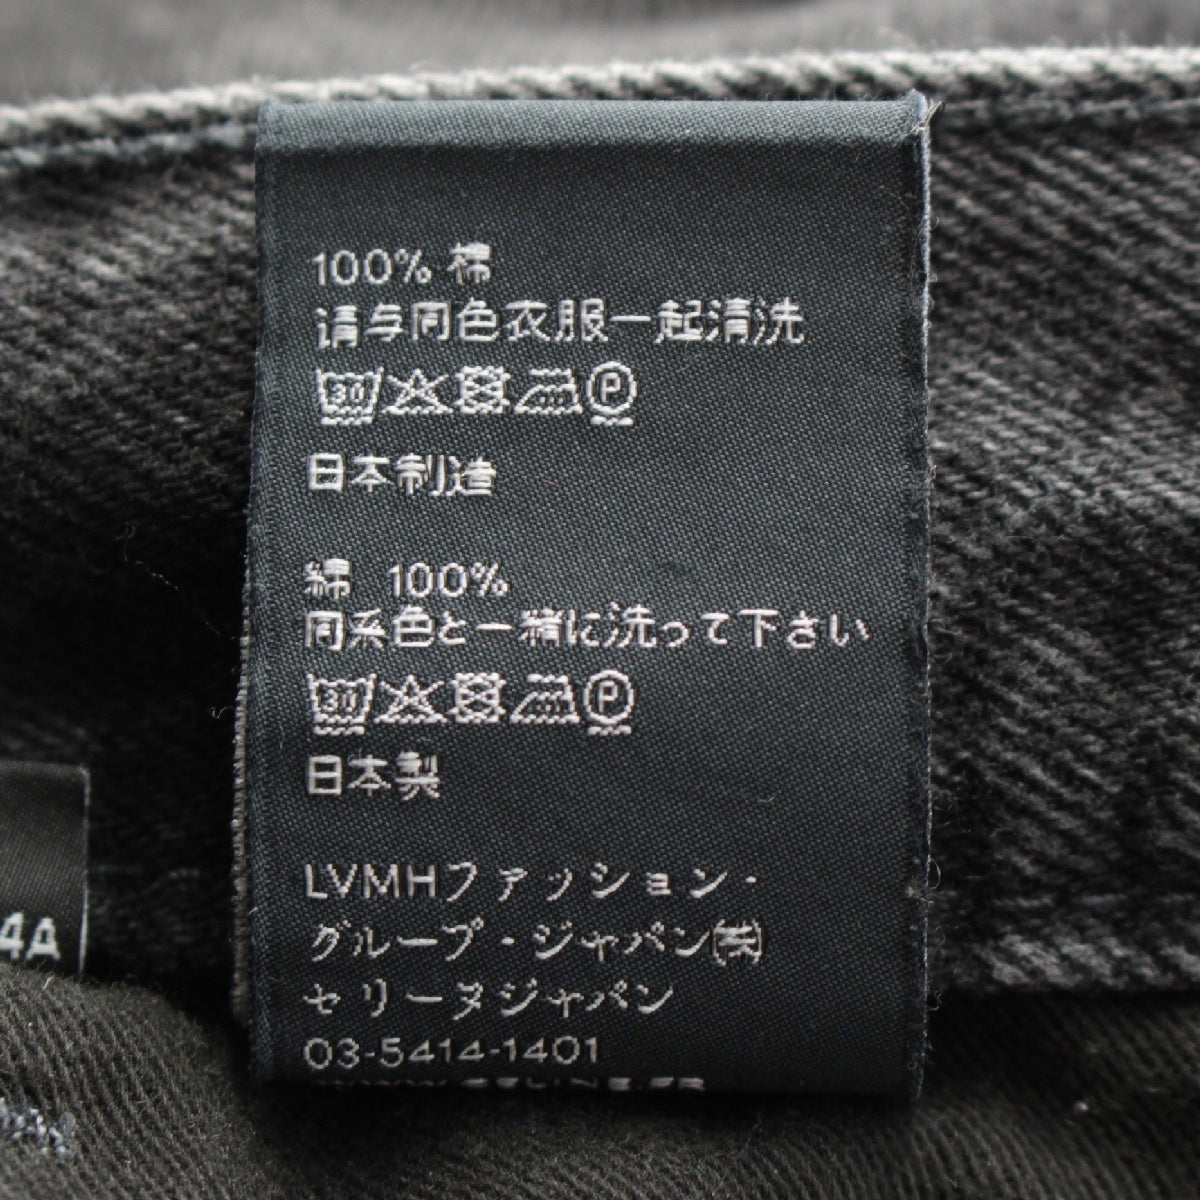 100% 棉
请与同色衣服一起清洗
30 P
日本制造
綿 100%
同系色と一緒に洗って下さい
30 P
日本製
LVMHファッション・
グループ・ジャパン㈱
セリーヌジャパン
03-5414-1401
4A